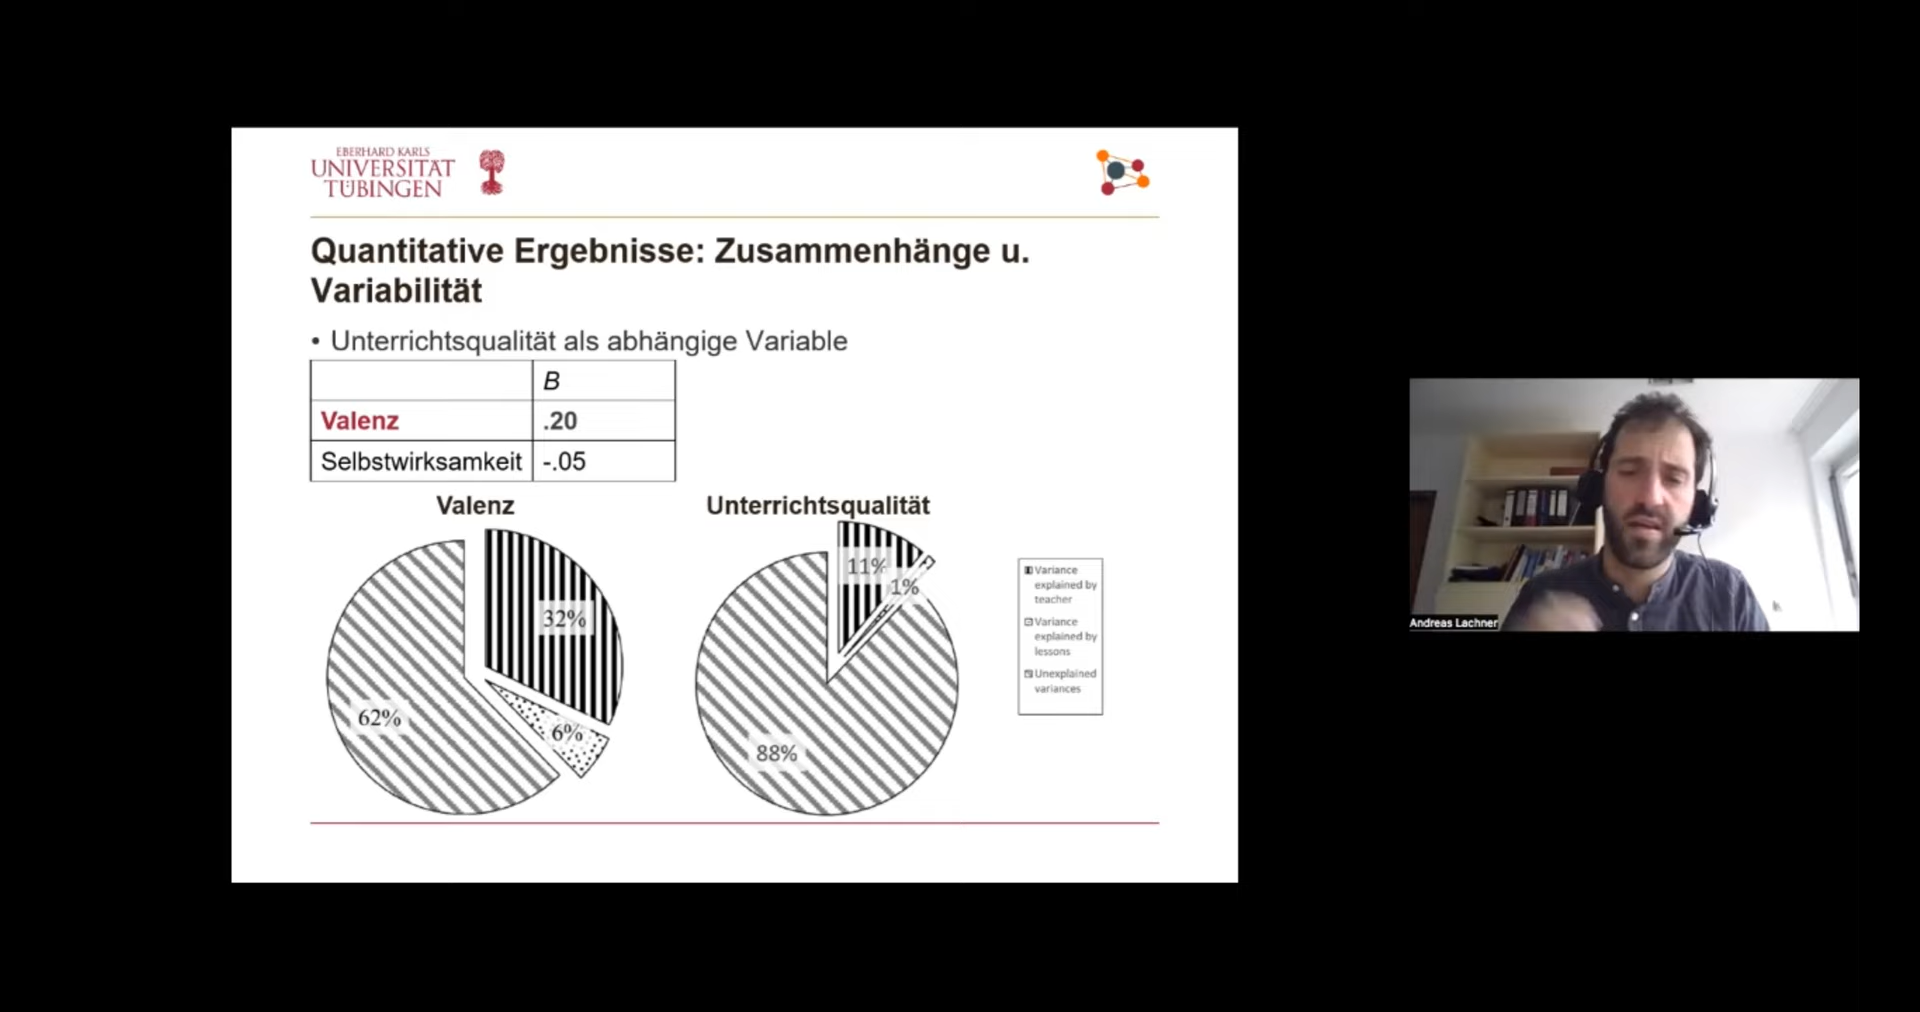 EBERHARD KARLS
UNIVERSITÄT
TÜBINGEN
Quantitative Ergebnisse: Zusammenhänge u.
Variabilität
• Unterrichtsqualität als abhängige Variable
B
Valenz .20
Selbstwirksamkeit -.05
Valenz
Unterrichtsqualität
32%
6%
62%
11%
1%
88%
Variance
explained by
teacher
Variance
explained by
lessons
Unexplained
variances
Andreas Lachner